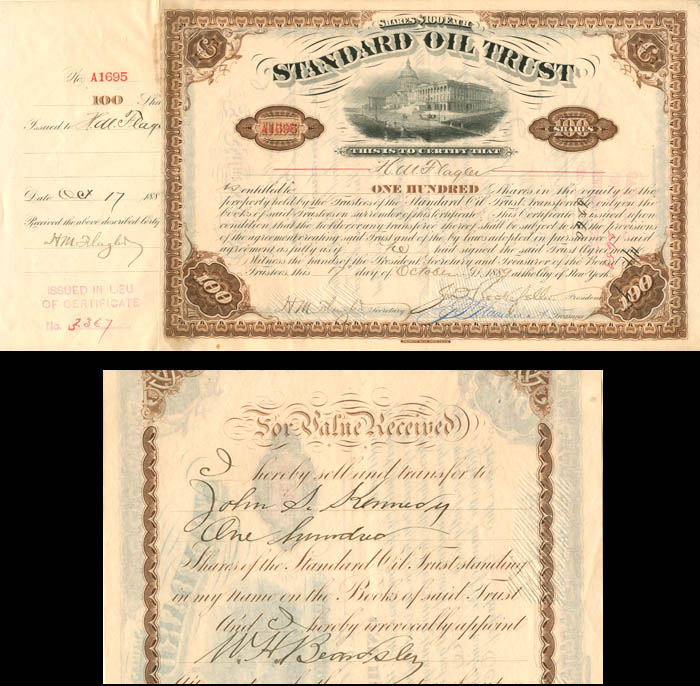 No. A1695
100 Sha
Issued to H.M. Flag
Date Oct 17 188
Received the above described Certif
H.M. Flagler
ISSUED IN LIEU
OF CERTIFICATE
No. 3367
SHARES $100 EACH
STANDARD OIL TRUST
A1695
100
SHARES
THIS IS TO CERTIFY THAT
H.M. Flagler
is entitled to ONE HUNDRED Shares in the equity to the
property held by the Trustees of the Standard Oil Trust, transferable only on the
books of said Trustees on surrender of this Certificate. This Certificate is issued upon
condition that the holder or any transferee thereof shall be subject to all the provisions
of the agreement creating said Trust and of the by laws adopted in pursuance of said
agreement as fully as if he had signed the said Agreement
Witness the hands of the President Secretary and Treasurer of the Board of
Trustees, this 17th day of October 1889 at the City of New York.
H.M. Flagler Secretary Jno. D. Rockefeller President
Treasurer
100
100
For Value Received
I hereby sell and transfer to
John S. Kennedy
One hundred
Shares of the Standard Oil Trust standing
in my name on the Books of said Trust
And I hereby irrevocably appoint
W.H. Beardsley